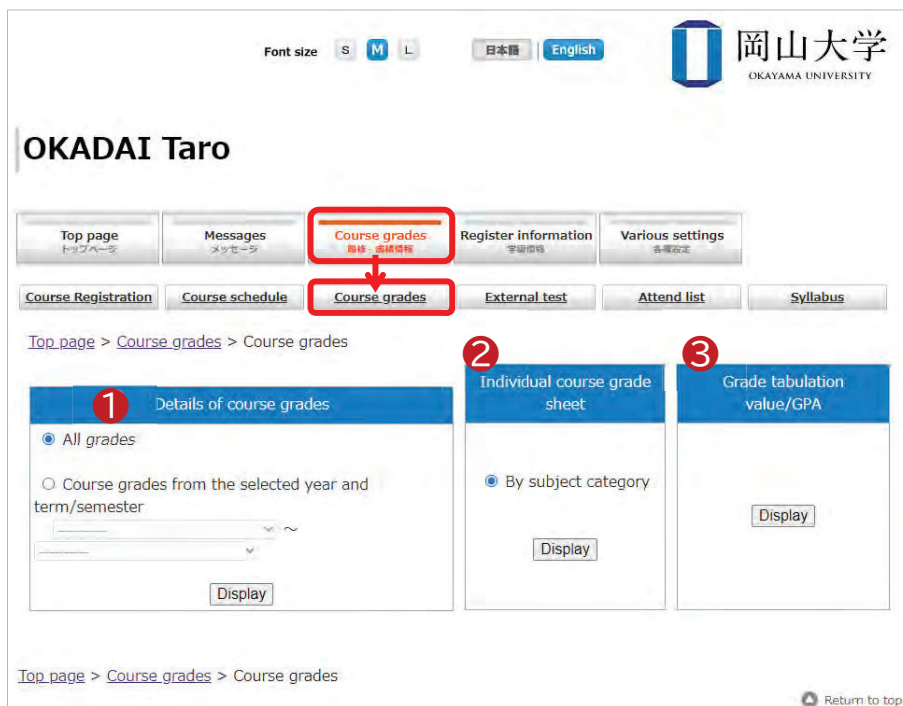 Font size S M L 日本語 English
岡山大学
OKAYAMA UNIVERSITY
OKADAI Taro
Top page Messages Course grades Register information Various settings
トップページ メッセージ 履修・成績情報 学籍情報 各種設定
Course Registration Course schedule Course grades External test Attend list Syllabus
Top page > Course grades > Course grades
1 Details of course grades
All grades
Course grades from the selected year and
term/semester
---------- ~
----------
Display
2
Individual course grade
sheet
By subject category
Display
3
Grade tabulation
value/GPA
Display
Top page > Course grades > Course grades
Return to top